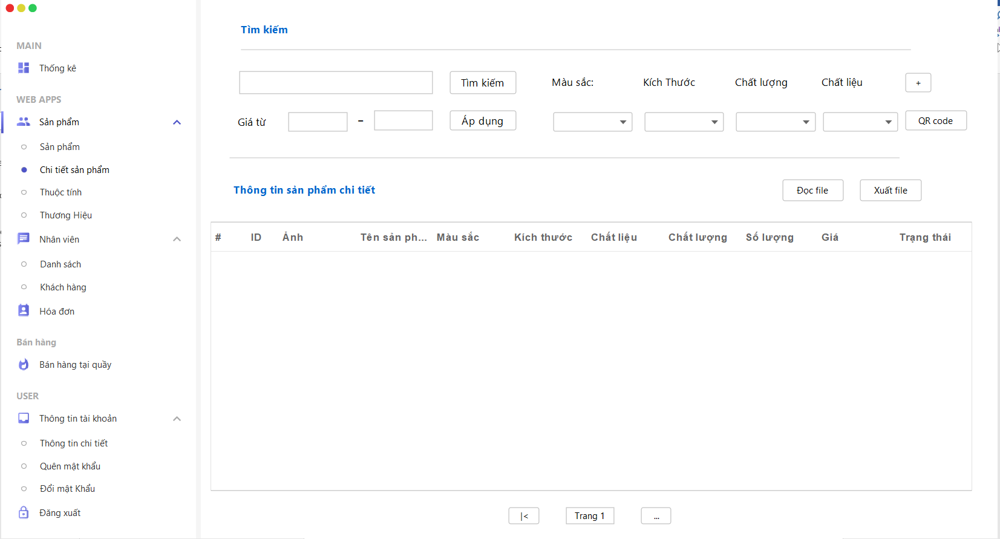 MAIN
Thống kê
WEB APPS
Sản phẩm
Sản phẩm
Chi tiết sản phẩm
Thuộc tính
Thương Hiệu
Nhân viên
Danh sách
Khách hàng
Hóa đơn
Bán hàng
Bán hàng tại quầy
USER
Thông tin tài khoản
Thông tin chi tiết
Quên mật khẩu
Đổi mật Khẩu
Đăng xuất
Tìm kiếm
Tìm kiếm Màu sắc: Kích Thước Chất lượng Chất liệu +
Giá từ – Áp dụng QR code
Thông tin sản phẩm chi tiết Đọc file Xuất file
# ID Ảnh Tên sản ph... Màu sắc Kích thước Chất liệu Chất lượng Số lượng Giá Trạng thái
|< Trang 1 ...